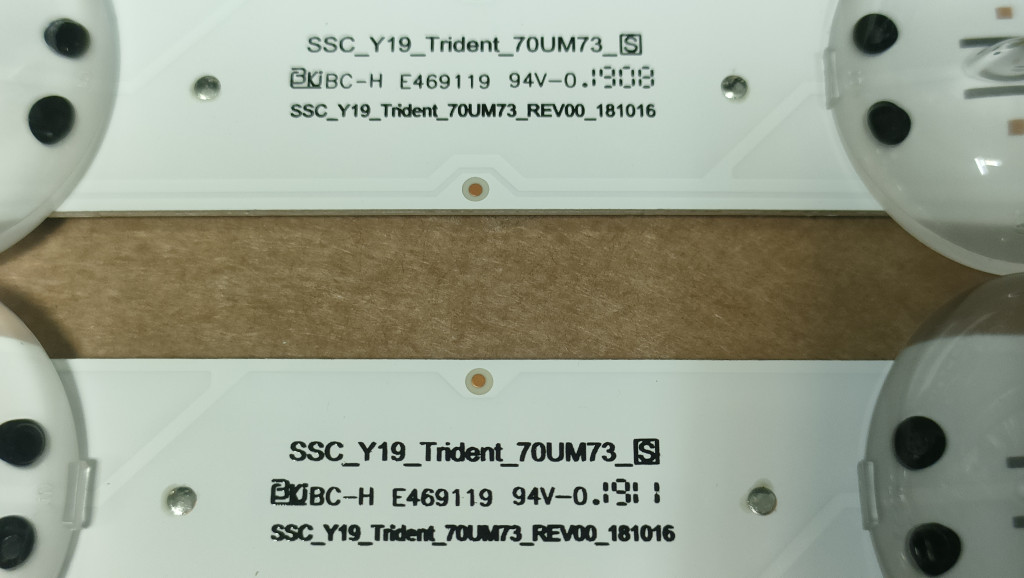 SSC_Y19_Trident_70UM73_S
BC-H E469119 94V-0.1908
SSC_Y19_Trident_70UM73_REV00_181016
SSC_Y19_Trident_70UM73_S
BC-H E469119 94V-0.1911
SSC_Y19_Trident_70UM73_REV00_181016